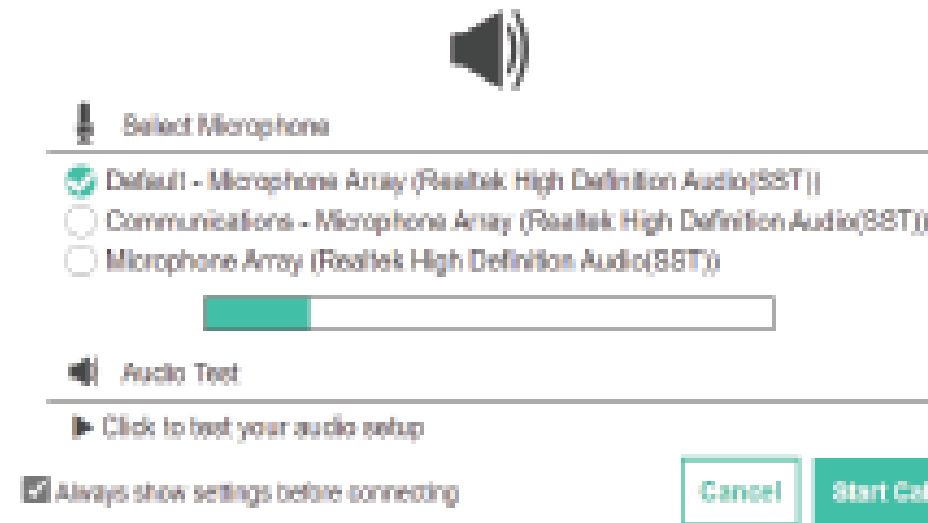 Select Microphone
Default - Microphone Array (Realtek High Definition Audio(SST))
Communications - Microphone Array (Realtek High Definition Audio(SST))
Microphone Array (Realtek High Definition Audio(SST))
Audio Test
Click to test your audio setup
Always show settings before connecting
Cancel
Start Cal